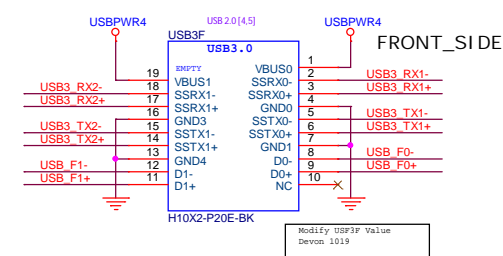 USBPWR4
USB 2.0 [4,5]
USBPWR4
USB3F
FRONT_SIDE
USB3.0
EMPTY
19 VBUS1 VBUS0 1
USB3_RX2- 18 SSRX1- SSRX0- 2 USB3_RX1-
USB3_RX2+ 17 SSRX1+ SSRX0+ 3 USB3_RX1+
16 GND3 GND0 4
USB3_TX2- 15 SSTX1- SSTX0- 5 USB3_TX1-
USB3_TX2+ 14 SSTX1+ SSTX0+ 6 USB3_TX1+
13 GND4 GND1 7
USB_F1- 12 D1- D0- 8 USB_F0-
USB_F1+ 11 D1+ D0+ 9 USB_F0+
NC 10
H10X2-P20E-BK
Modify USF3F Value
Devon 1019